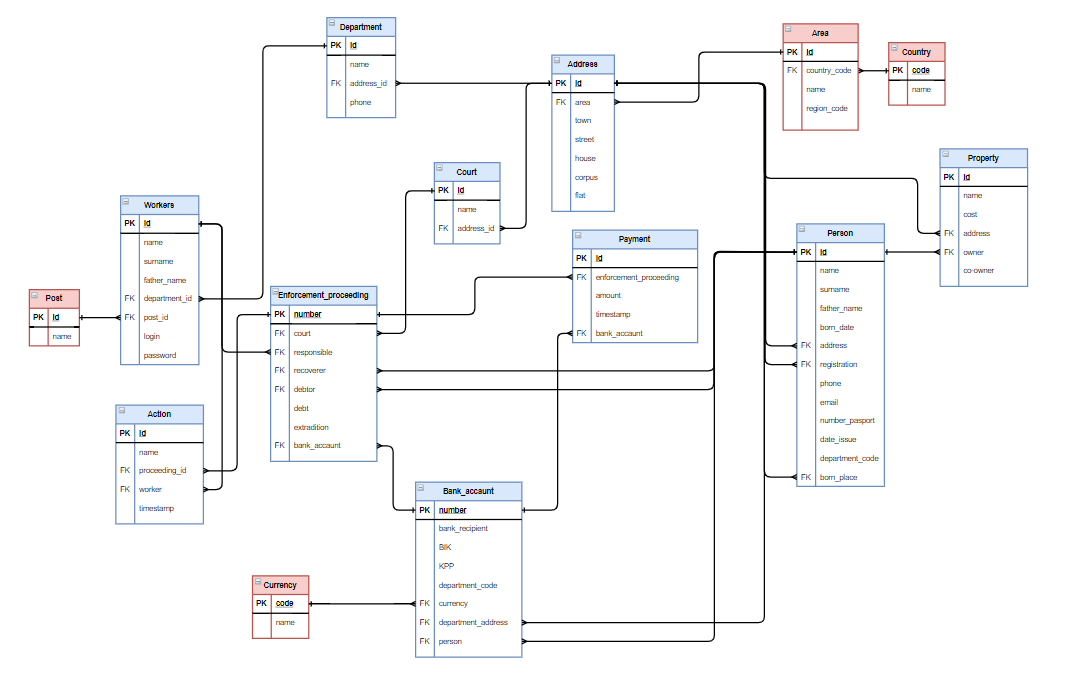 Department
PK id
name
FK address_id
phone
Address
PK id
FK area
town
street
house
corpus
flat
Area
PK id
FK country_code
name
region_code
Country
PK code
name
Court
PK id
name
FK address_id
Property
PK id
name
cost
FK address
FK owner
co-owner
Workers
PK id
name
surname
father_name
FK department_id
FK post_id
login
password
Payment
PK id
FK enforcement_proceeding
amount
timestamp
FK bank_account
Person
PK id
name
surname
father_name
born_date
FK address
FK registration
phone
email
number_pasport
date_issue
department_code
FK born_place
Post
PK id
name
Enforcement_proceeding
PK number
FK court
FK responsible
FK recoverer
FK debtor
debt
extradition
FK bank_accaunt
Action
PK id
name
FK proceeding_id
FK worker
timestamp
Bank_accaunt
PK number
bank_recipient
BIK
KPP
department_code
FK currency
FK department_address
FK person
Currency
PK code
name